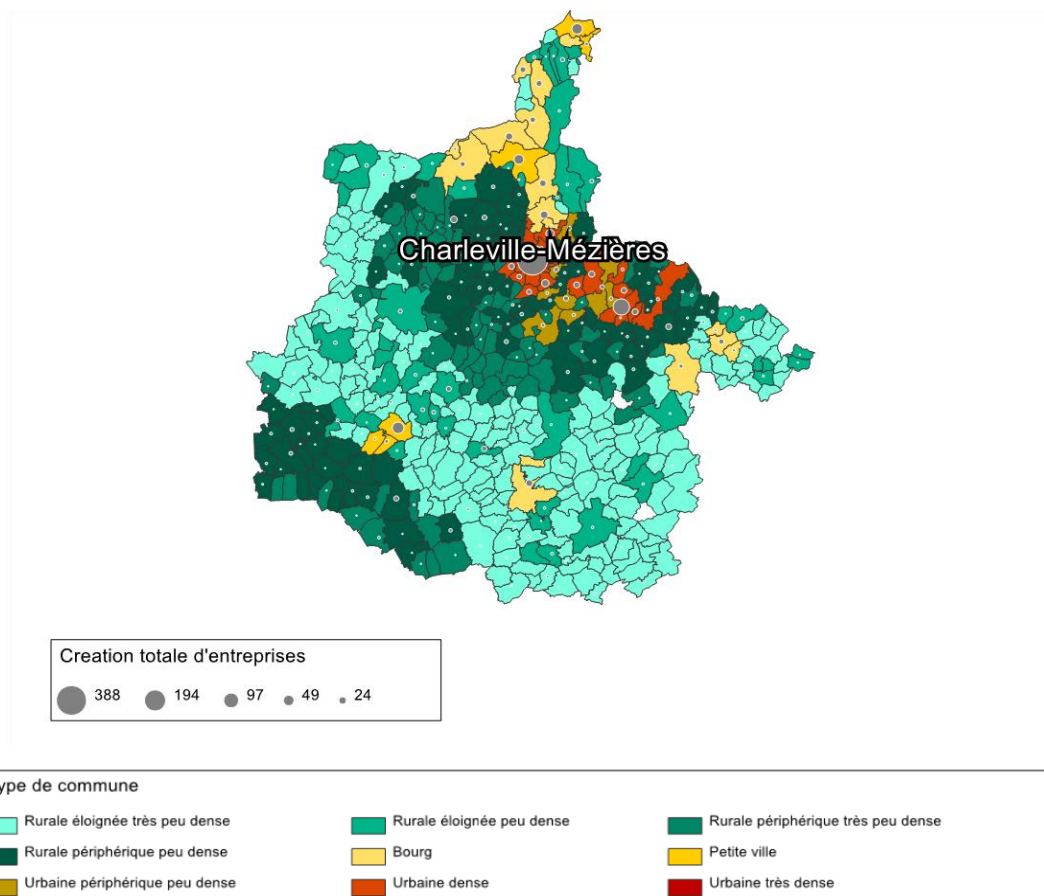 Charleville-Mézières
Creation totale d'entreprises
388 194 97 49 24
ype de commune
Rurale éloignée très peu dense Rurale éloignée peu dense Rurale périphérique très peu dense
Rurale périphérique peu dense Bourg Petite ville
Urbaine périphérique peu dense Urbaine dense Urbaine très dense